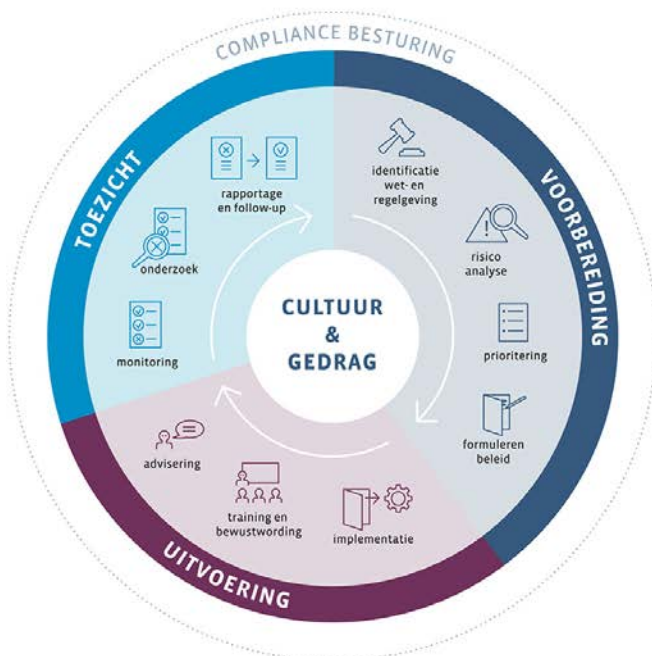 COMPLIANCE BESTURING
VOORBEREIDING
identificatie
wet- en
regelgeving
risico
analyse
prioritering
formuleren
beleid
UITVOERING
implementatie
training en
bewustwording
advisering
TOEZICHT
monitoring
onderzoek
rapportage
en follow-up
CULTUUR
&
GEDRAG